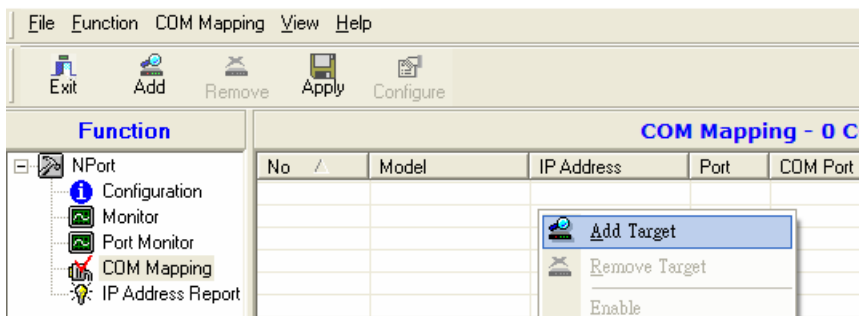 File Function COM Mapping View Help
Exit Add Remove Apply Configure
Function
COM Mapping - 0 C
NPort
Configuration
Monitor
Port Monitor
COM Mapping
IP Address Report
No Model IP Address Port COM Port
Add Target
Remove Target
Enable